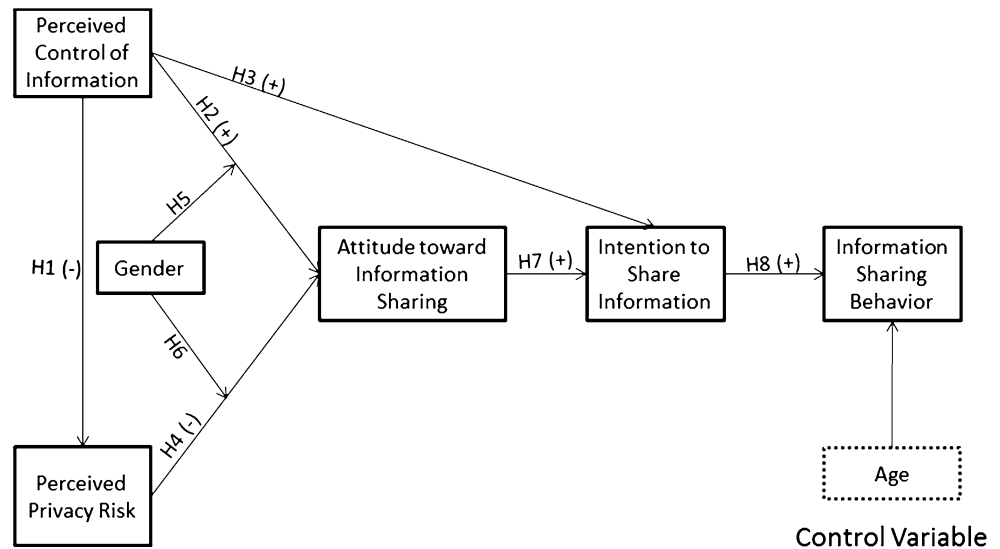 Perceived
Control of
Information
H3 (+)
H2 (+)
H5
Gender
H1 (-)
Attitude toward
Information
Sharing
H7 (+)
Intention to
Share
Information
H8 (+)
Information
Sharing
Behavior
H6
H4 (-)
Perceived
Privacy Risk
Age
Control Variable